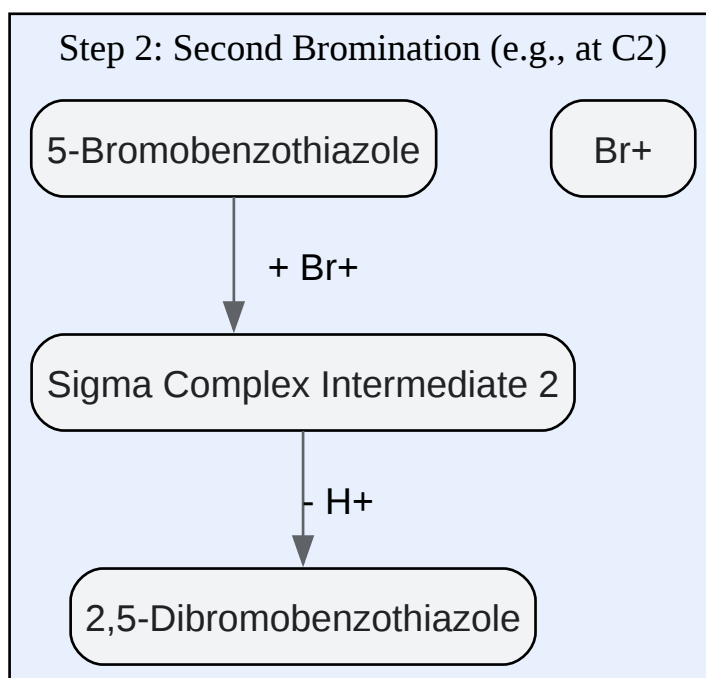 Step 2: Second Bromination (e.g., at C2)
5-Bromobenzothiazole
Br+
+ Br+
Sigma Complex Intermediate 2
- H+
2,5-Dibromobenzothiazole